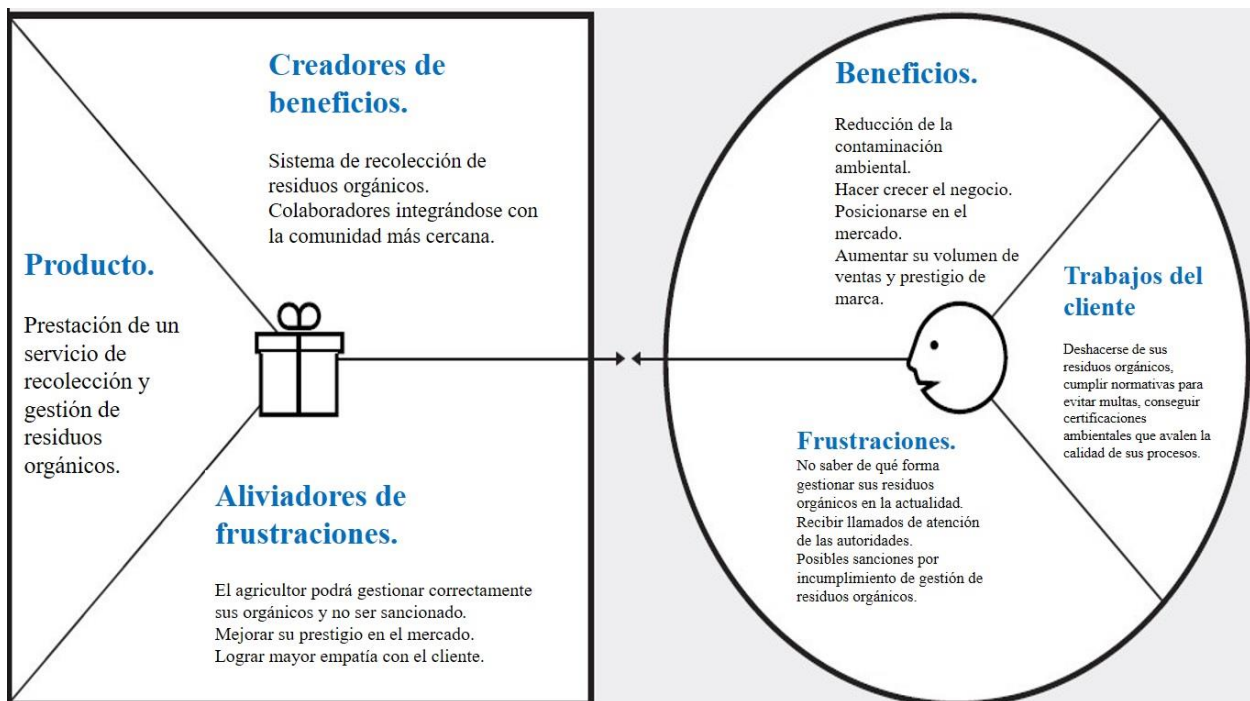 Creadores de
beneficios.
Sistema de recolección de
residuos orgánicos.
Colaboradores integrándose con
la comunidad más cercana.
Producto.
Prestación de un
servicio de
recolección y
gestión de
residuos
orgánicos.
Aliviadores de
frustraciones.
El agricultor podrá gestionar correctamente
sus orgánicos y no ser sancionado.
Mejorar su prestigio en el mercado.
Lograr mayor empatía con el cliente.
Beneficios.
Reducción de la
contaminación
ambiental.
Hacer crecer el negocio.
Posicionarse en el
mercado.
Aumentar su volumen de
ventas y prestigio de
marca.
Trabajos del
cliente
Deshacerse de sus
residuos orgánicos,
cumplir normativas para
evitar multas, conseguir
certificaciones
ambientales que avalen la
calidad de sus procesos.
Frustraciones.
No saber de qué forma
gestionar sus residuos
orgánicos en la actualidad.
Recibir llamados de atención
de las autoridades.
Posibles sanciones por
incumplimiento de gestión de
residuos orgánicos.